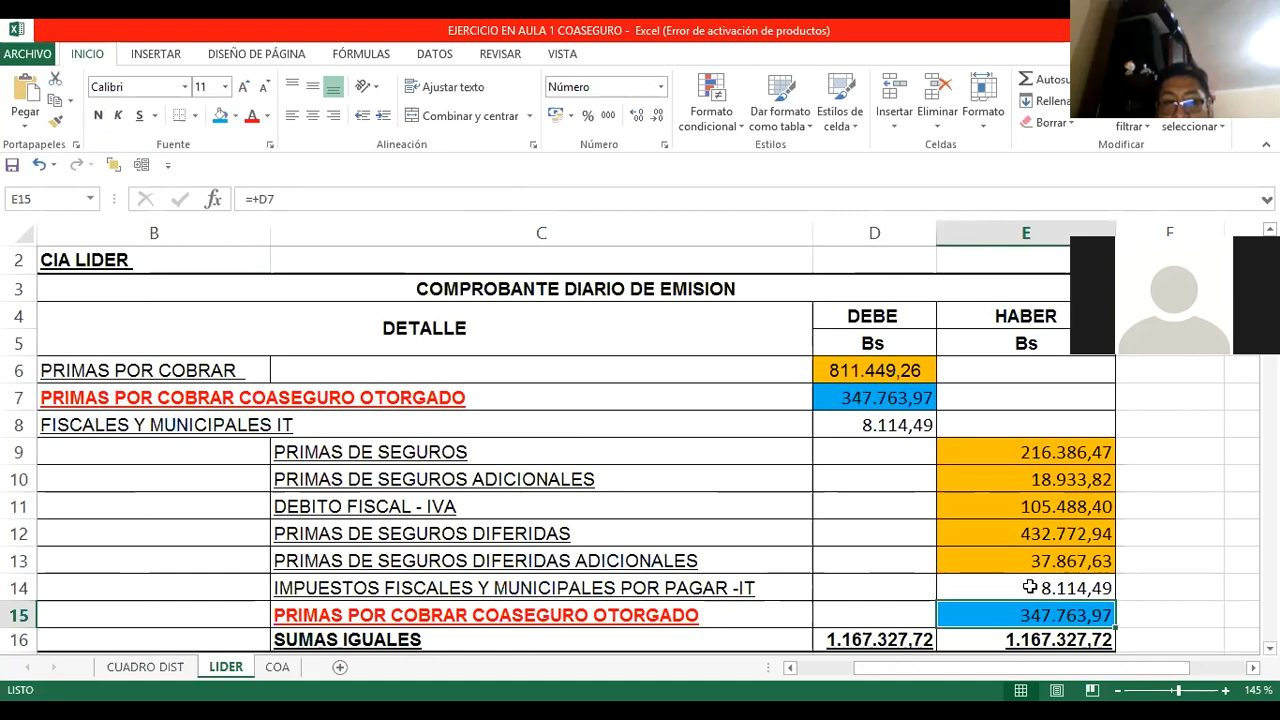 EJERCICIO EN AULA 1 COASEGURO - Excel (Error de activación de productos)
ARCHIVO INICIO INSERTAR DISEÑO DE PÁGINA FÓRMULAS DATOS REVISAR VISTA
Calibri 11 Ajustar texto Número Autosu
Pegar N K S Combinar y centrar % 000 Formato condicional Dar formato como tabla Estilos de celda Insertar Eliminar Formato Rellena
Borrar filtrar seleccionar
Portapapeles Fuente Alineación Número Estilos Celdas Modificar
E15 =+D7
B C D E F
2 CIA LIDER
3 COMPROBANTE DIARIO DE EMISION
4 DETALLE DEBE HABER
5 Bs Bs
6 PRIMAS POR COBRAR 811.449,26
7 PRIMAS POR COBRAR COASEGURO OTORGADO 347.763,97
8 FISCALES Y MUNICIPALES IT 8.114,49
9 PRIMAS DE SEGUROS 216.386,47
10 PRIMAS DE SEGUROS ADICIONALES 18.933,82
11 DEBITO FISCAL - IVA 105.488,40
12 PRIMAS DE SEGUROS DIFERIDAS 432.772,94
13 PRIMAS DE SEGUROS DIFERIDAS ADICIONALES 37.867,63
14 IMPUESTOS FISCALES Y MUNICIPALES POR PAGAR -IT 8.114,49
15 PRIMAS POR COBRAR COASEGURO OTORGADO 347.763,97
16 SUMAS IGUALES 1.167.327,72 1.167.327,72
CUADRO DIST LIDER COA
LISTO 145 %